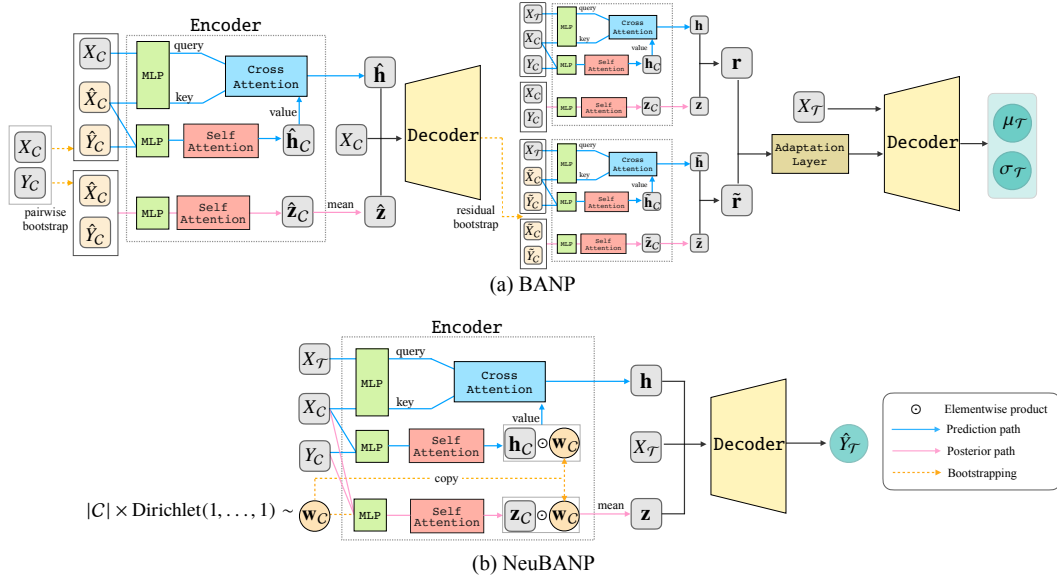 Encoder
X_C
X̂_C
Ŷ_C
X_C
Y_C
pairwise
bootstrap
X̂_C
Ŷ_C
MLP
query
key
Cross
Attention
value
MLP
Self
Attention
ĥ_C
MLP
Self
Attention
ẑ_C
mean
ĥ
X_C
ẑ
Decoder
residual
bootstrap
X_𝒯
X_C
Y_C
MLP
query
key
Cross
Attention
value
MLP
Self
Attention
h_C
h
X_C
Y_C
MLP
Self
Attention
z_C
z
r
X_𝒯
X̃_C
Ỹ_C
MLP
query
key
Cross
Attention
value
MLP
Self
Attention
h̃_C
h̃
X̃_C
Ỹ_C
MLP
Self
Attention
z̃_C
z̃
r̃
X_𝒯
Adaptation
Layer
Decoder
μ_𝒯
σ_𝒯
(a) BANP
Encoder
X_𝒯
X_C
Y_C
MLP
query
key
Cross
Attention
value
MLP
Self
Attention
h_C ⊙ w_C
copy
|C| × Dirichlet(1, …, 1) ∼ w_C
MLP
Self
Attention
z_C ⊙ w_C
mean
h
X_𝒯
z
Decoder
Ŷ_𝒯
⊙ Elementwise product
Prediction path
Posterior path
Bootstrapping
(b) NeuBANP